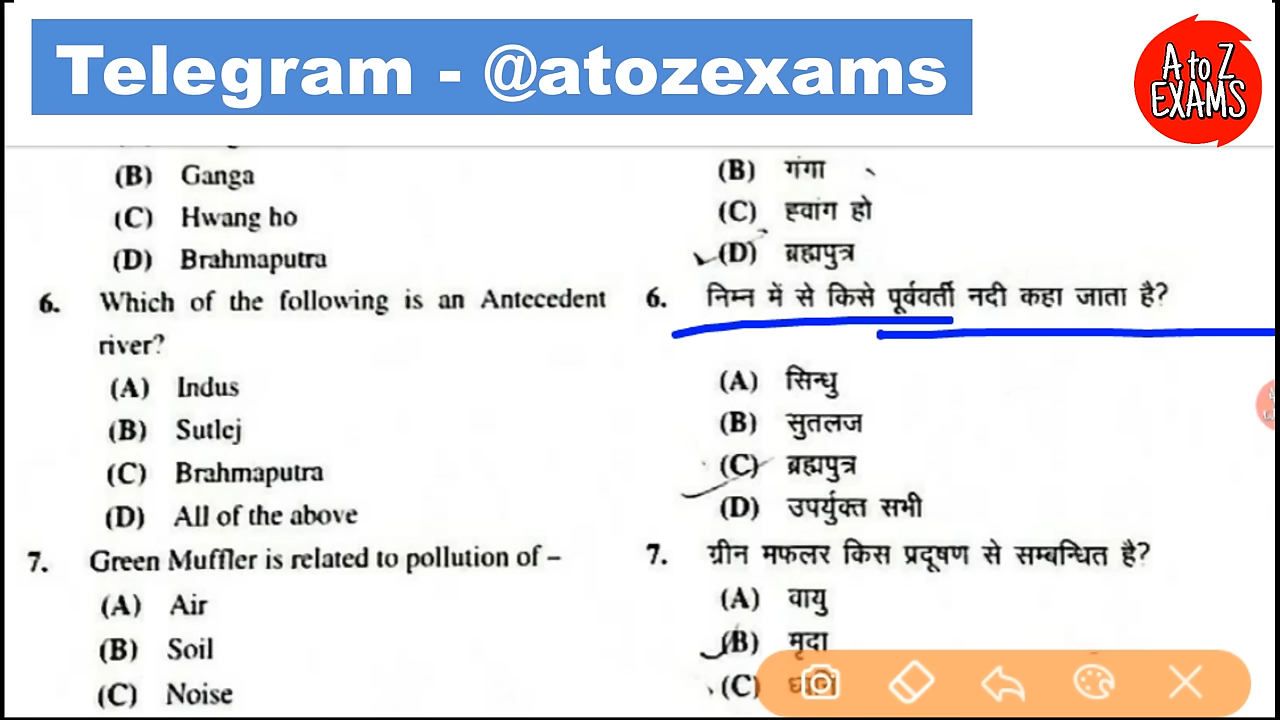 Telegram - @atozexams
A to Z
EXAMS
(B) Ganga
(C) Hwang ho
(D) Brahmaputra
6. Which of the following is an Antecedent
river?
(A) Indus
(B) Sutlej
(C) Brahmaputra
(D) All of the above
7. Green Muffler is related to pollution of –
(A) Air
(B) Soil
(C) Noise
(B) गंगा
(C) ह्वांग हो
(D) ब्रह्मपुत्र
6. निम्न में से किसे पूर्ववर्ती नदी कहा जाता है?
(A) सिन्धु
(B) सुतलज
(C) ब्रह्मपुत्र
(D) उपर्युक्त सभी
7. ग्रीन मफलर किस प्रदूषण से सम्बन्धित है?
(A) वायु
(B) मृदा
(C)